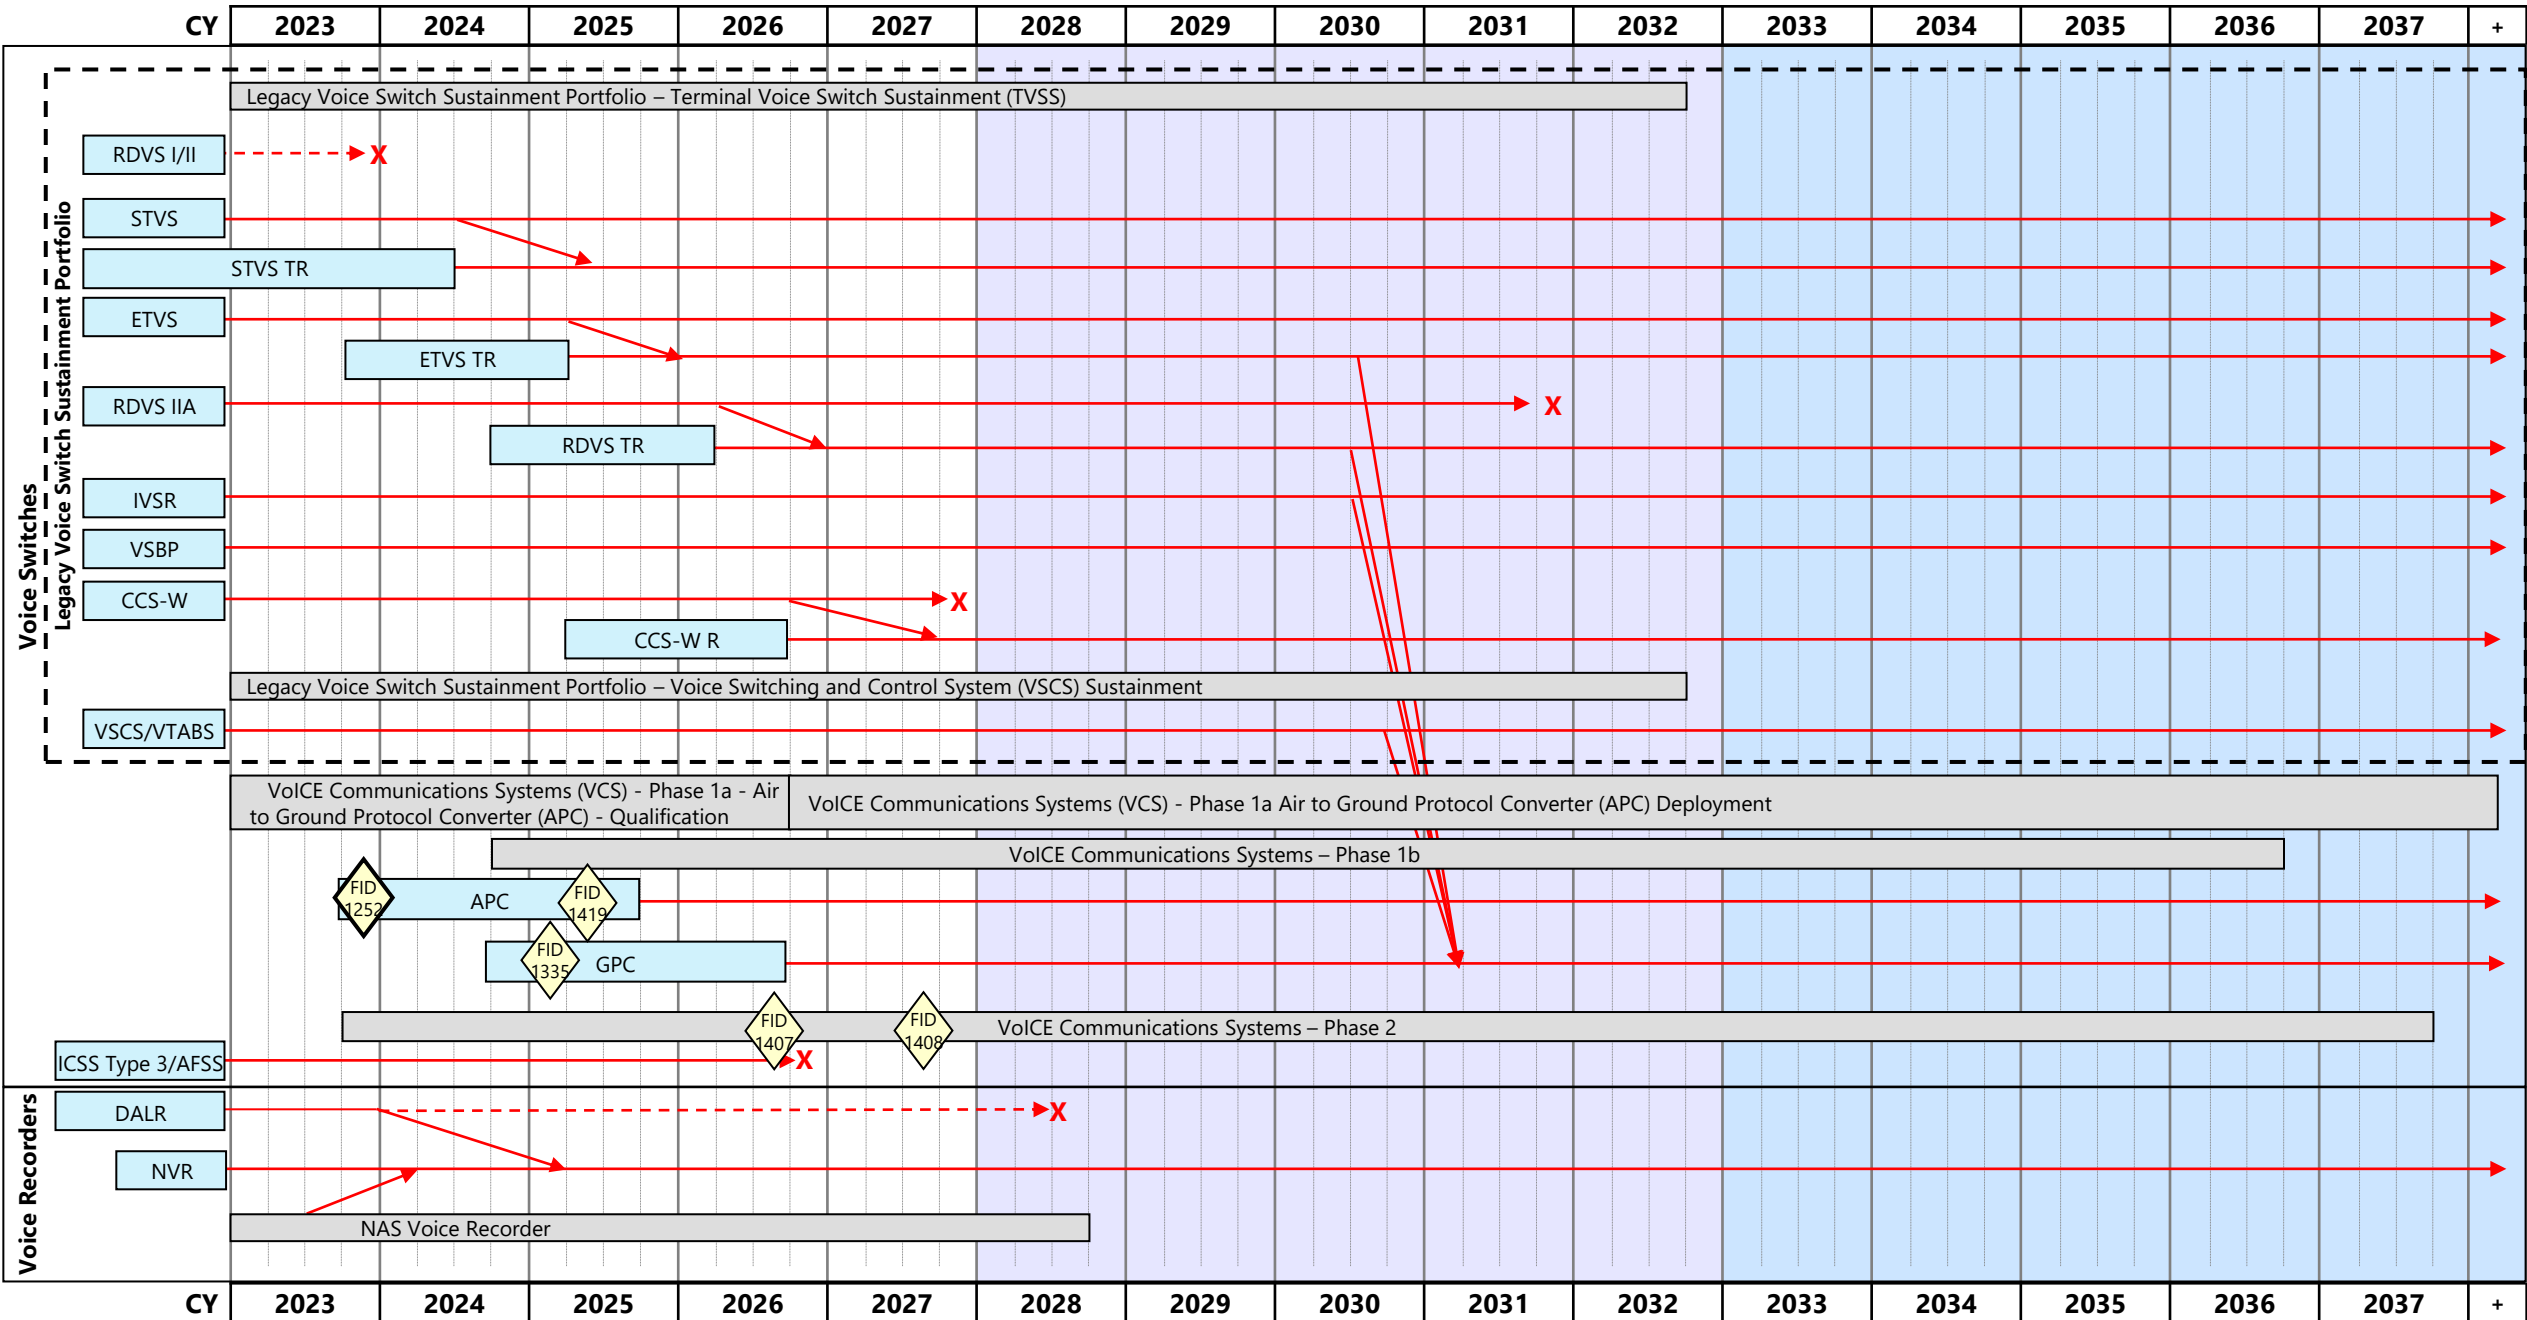 CY 2023 2024 2025 2026 2027 2028 2029 2030 2031 2032 2033 2034 2035 2036 2037 +
Voice Switches
Legacy Voice Switch Sustainment Portfolio
Legacy Voice Switch Sustainment Portfolio – Terminal Voice Switch Sustainment (TVSS)
RDVS I/II X
STVS
STVS TR
ETVS
ETVS TR
RDVS IIA X
RDVS TR
IVSR
VSBP
CCS-W X
CCS-W R
Legacy Voice Switch Sustainment Portfolio – Voice Switching and Control System (VSCS) Sustainment
VSCS/VTABS
VoICE Communications Systems (VCS) - Phase 1a - Air
to Ground Protocol Converter (APC) - Qualification
VoICE Communications Systems (VCS) - Phase 1a Air to Ground Protocol Converter (APC) Deployment
VoICE Communications Systems – Phase 1b
FID
1252
APC
FID
1419
FID
1335
GPC
FID
1407
FID
1408
VoICE Communications Systems – Phase 2
ICSS Type 3/AFSS X
Voice Recorders
DALR X
NVR
NAS Voice Recorder
CY 2023 2024 2025 2026 2027 2028 2029 2030 2031 2032 2033 2034 2035 2036 2037 +